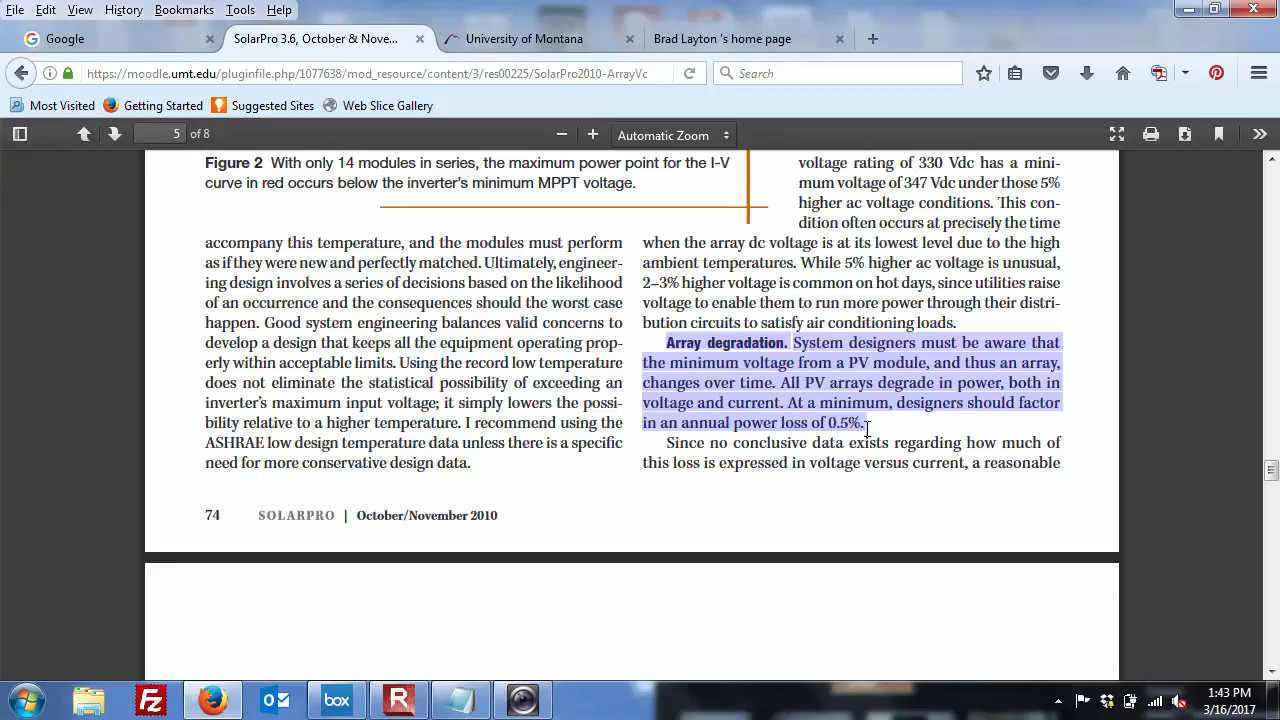 File Edit View History Bookmarks Tools Help
Google × SolarPro 3.6, October & Nove... × University of Montana × Brad Layton 's home page × +
https://moodle.umt.edu/pluginfile.php/1077638/mod_resource/content/3/res00225/SolarPro2010-ArrayVc Search
Most Visited Getting Started Suggested Sites Web Slice Gallery
5 of 8 Automatic Zoom
Figure 2 With only 14 modules in series, the maximum power point for the I-V
curve in red occurs below the inverter's minimum MPPT voltage.
accompany this temperature, and the modules must perform
as if they were new and perfectly matched. Ultimately, engineer-
ing design involves a series of decisions based on the likelihood
of an occurrence and the consequences should the worst case
happen. Good system engineering balances valid concerns to
develop a design that keeps all the equipment operating prop-
erly within acceptable limits. Using the record low temperature
does not eliminate the statistical possibility of exceeding an
inverter's maximum input voltage; it simply lowers the possi-
bility relative to a higher temperature. I recommend using the
ASHRAE low design temperature data unless there is a specific
need for more conservative design data.
voltage rating of 330 Vdc has a mini-
mum voltage of 347 Vdc under those 5%
higher ac voltage conditions. This con-
dition often occurs at precisely the time
when the array dc voltage is at its lowest level due to the high
ambient temperatures. While 5% higher ac voltage is unusual,
2–3% higher voltage is common on hot days, since utilities raise
voltage to enable them to run more power through their distri-
bution circuits to satisfy air conditioning loads.
Array degradation. System designers must be aware that
the minimum voltage from a PV module, and thus an array,
changes over time. All PV arrays degrade in power, both in
voltage and current. At a minimum, designers should factor
in an annual power loss of 0.5%.
Since no conclusive data exists regarding how much of
this loss is expressed in voltage versus current, a reasonable
74 SOLARPRO | October/November 2010
box
1:43 PM
3/16/2017